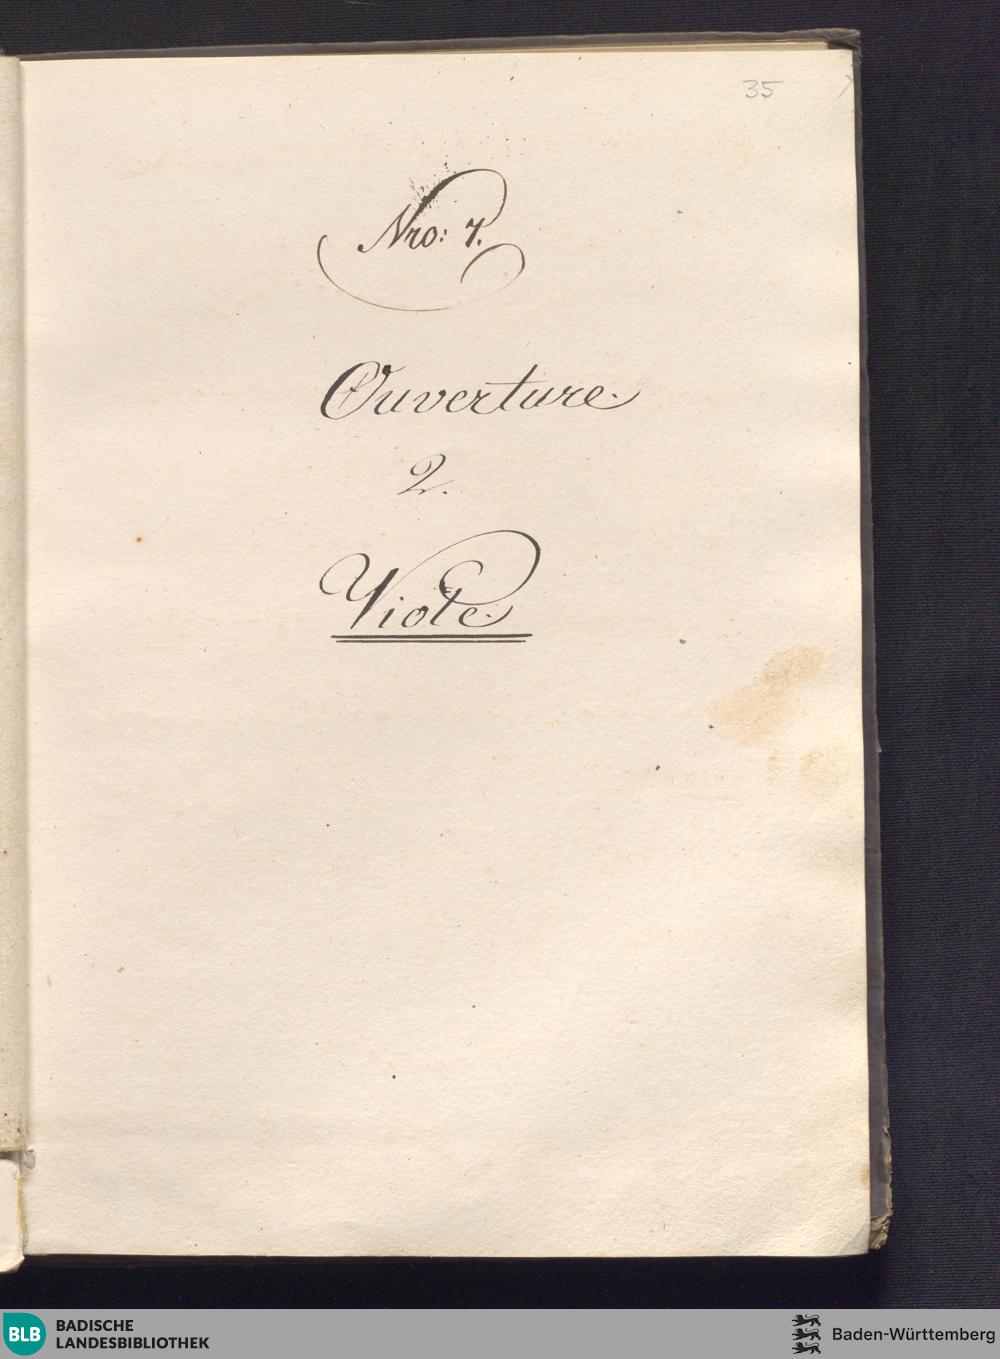 35
Nro: 7.
Ouverture.
2.
Viole.
BLB BADISCHE
LANDESBIBLIOTHEK
Baden-Württemberg